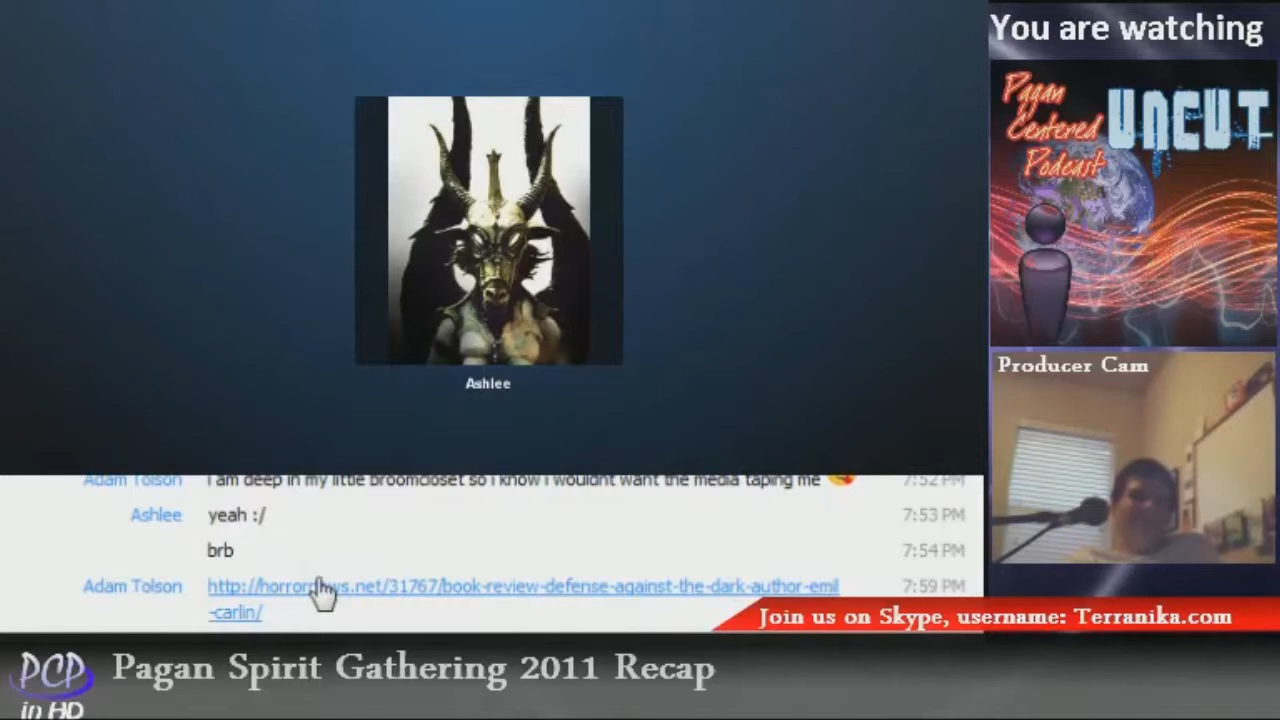 You are watching
Pagan
Centered
Podcast
UNCUT
Producer Cam
Ashlee
Adam Tolson I am deep in my little broomcloset so i know i wouldnt want the media taping me 7:52 PM
Ashlee yeah :/ 7:53 PM
brb 7:54 PM
Adam Tolson http://horrornews.net/31767/book-review-defense-against-the-dark-author-emil 7:59 PM
-carlin/
Join us on Skype, username: Terranika.com
PCP Pagan Spirit Gathering 2011 Recap
in HD